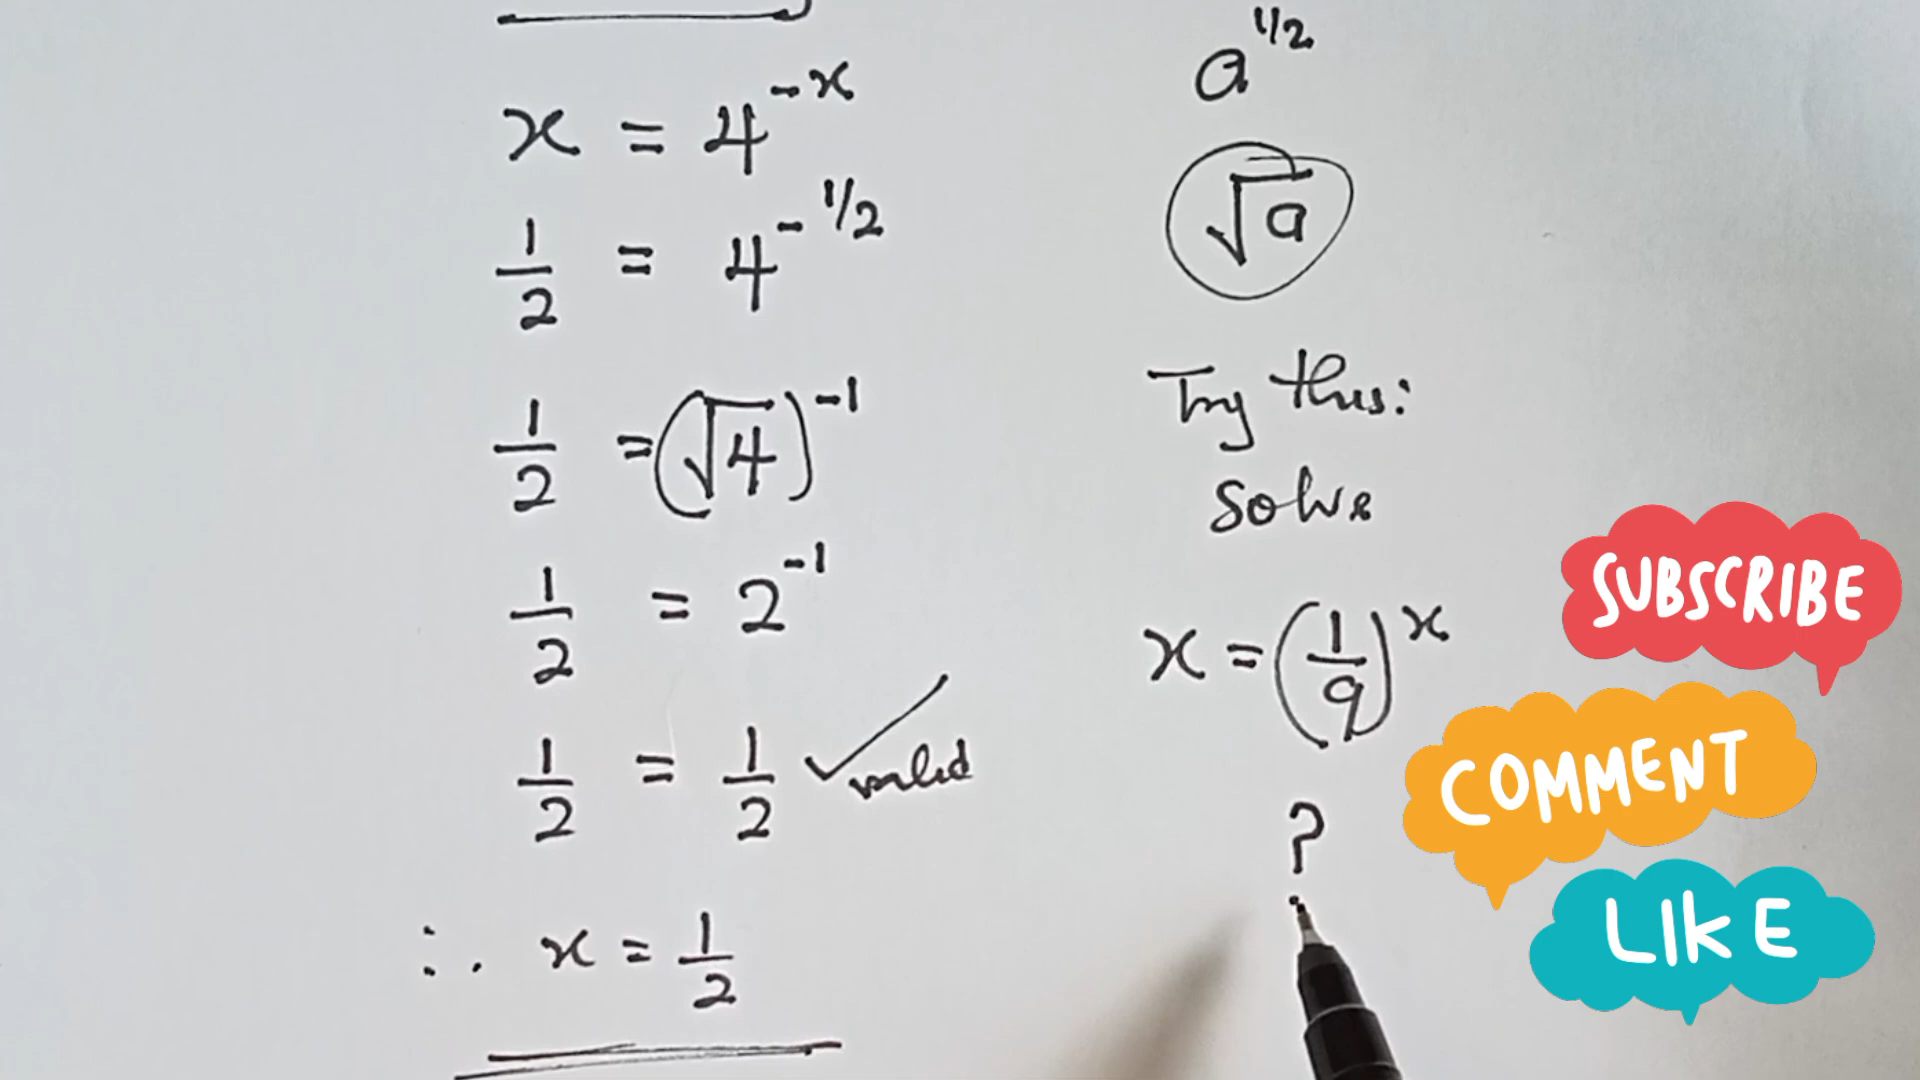 x = 4^{-x}
1/2 = 4^{-1/2}
1/2 = (√4)^{-1}
1/2 = 2^{-1}
1/2 = 1/2 ✓ valid
∴ x = 1/2
a^{1/2}
√a
Try this:
Solve
x = (1/9)^x
?
SUBSCRIBE
COMMENT
LIKE